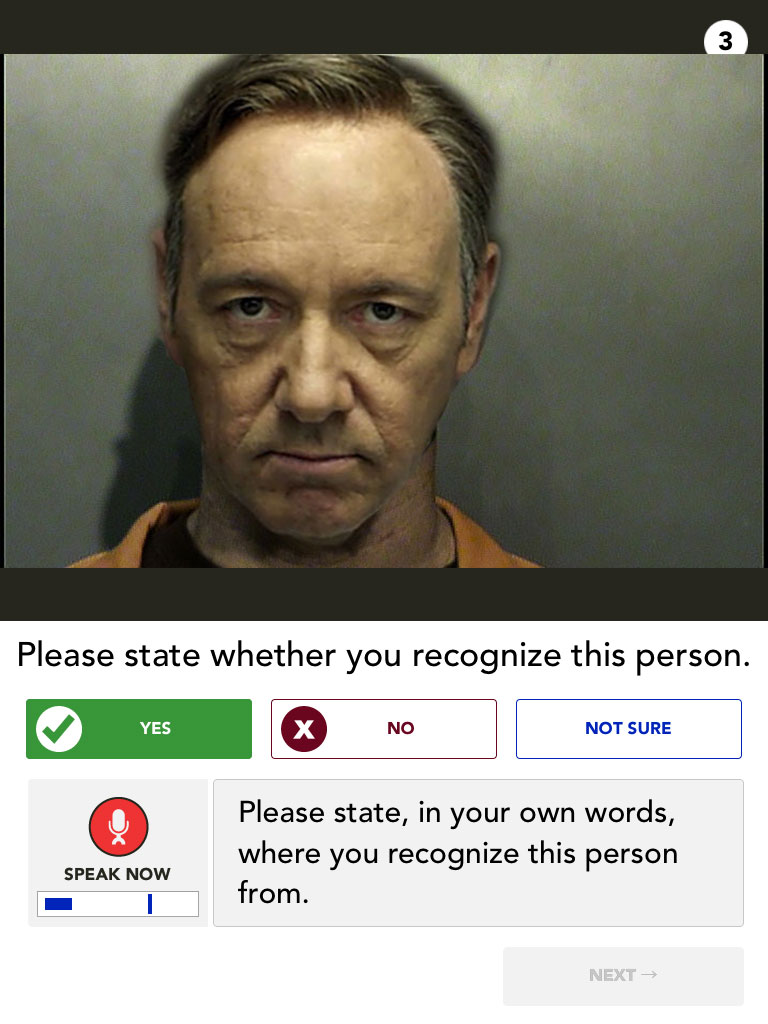 3
Please state whether you recognize this person.
YES
X
NO
NOT SURE
Please state, in your own words,
where you recognize this person
from.
SPEAK NOW
NEXT →